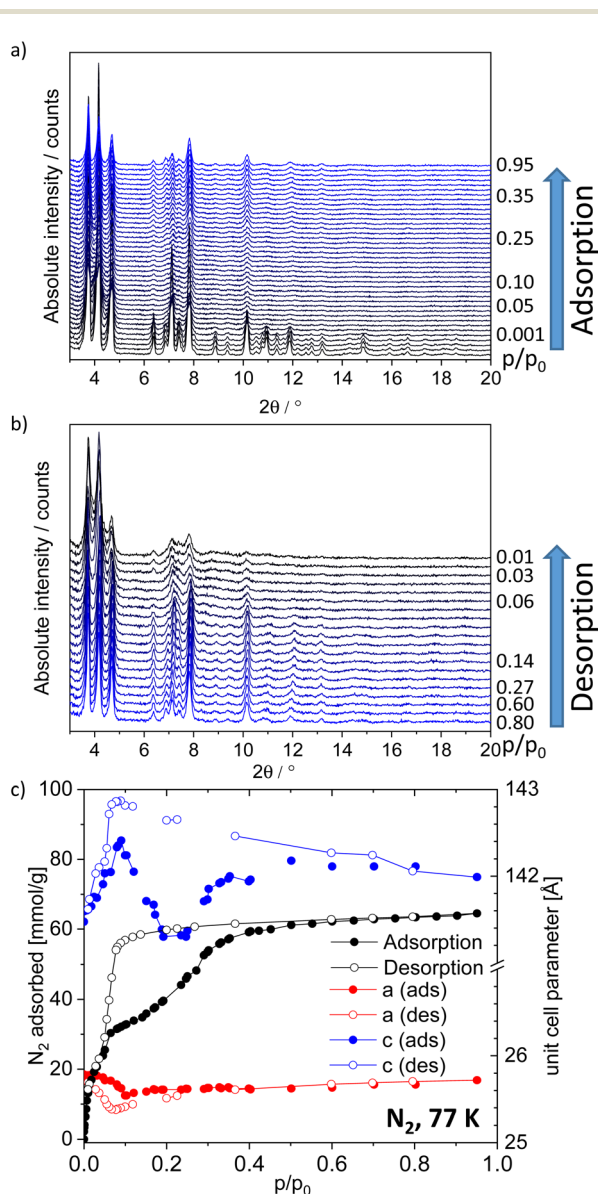 a)
Absolute intensity / counts
0.95
0.35
0.25
0.10
0.05
0.001
p/p0
Adsorption
4 6 8 10 12 14 16 18 20
2θ / °
b)
Absolute intensity / counts
0.01
0.03
0.06
0.14
0.27
0.60
0.80
p/p0
Desorption
4 6 8 10 12 14 16 18 20
2θ / °
c)
N2 adsorbed [mmol/g]
100
80
60
40
20
0
143
142
26
25
unit cell parameter [Å]
Adsorption
Desorption
a (ads)
a (des)
c (ads)
c (des)
N2, 77 K
0.0 0.2 0.4 0.6 0.8 1.0
p/p0